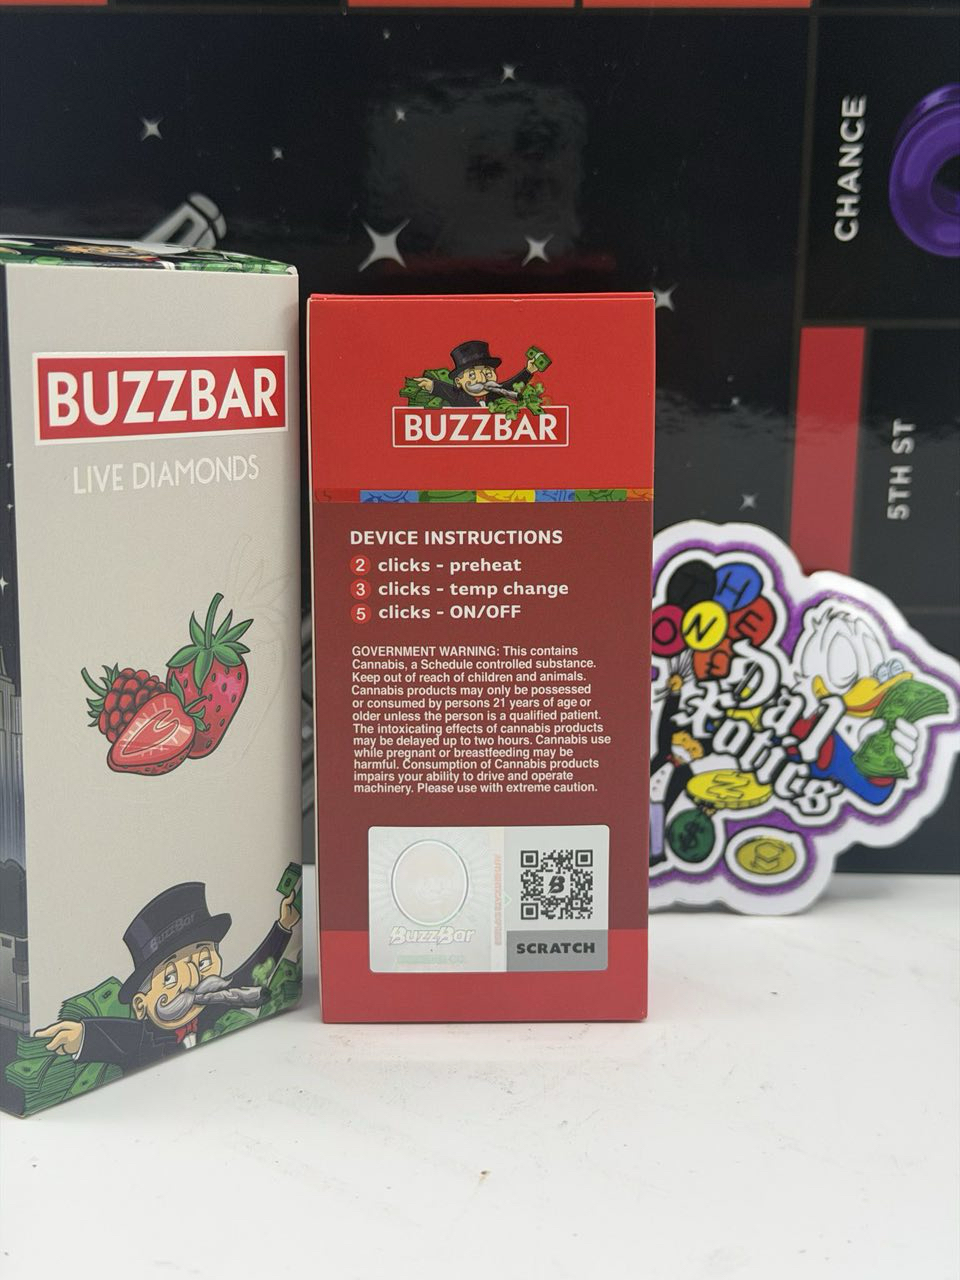 BUZZBAR
LIVE DIAMONDS
BuzzBar
BUZZBAR
DEVICE INSTRUCTIONS
2 clicks - preheat
3 clicks - temp change
5 clicks - ON/OFF
GOVERNMENT WARNING: This contains
Cannabis, a Schedule controlled substance.
Keep out of reach of children and animals.
Cannabis products may only be possessed
or consumed by persons 21 years of age or
older unless the person is a qualified patient.
The intoxicating effects of cannabis products
may be delayed up to two hours. Cannabis use
while pregnant or breastfeeding may be
harmful. Consumption of Cannabis products
impairs your ability to drive and operate
machinery. Please use with extreme caution.
BuzzBar
SCRATCH
CHANCE
5TH ST
THE
ONE
Dal
Xotics